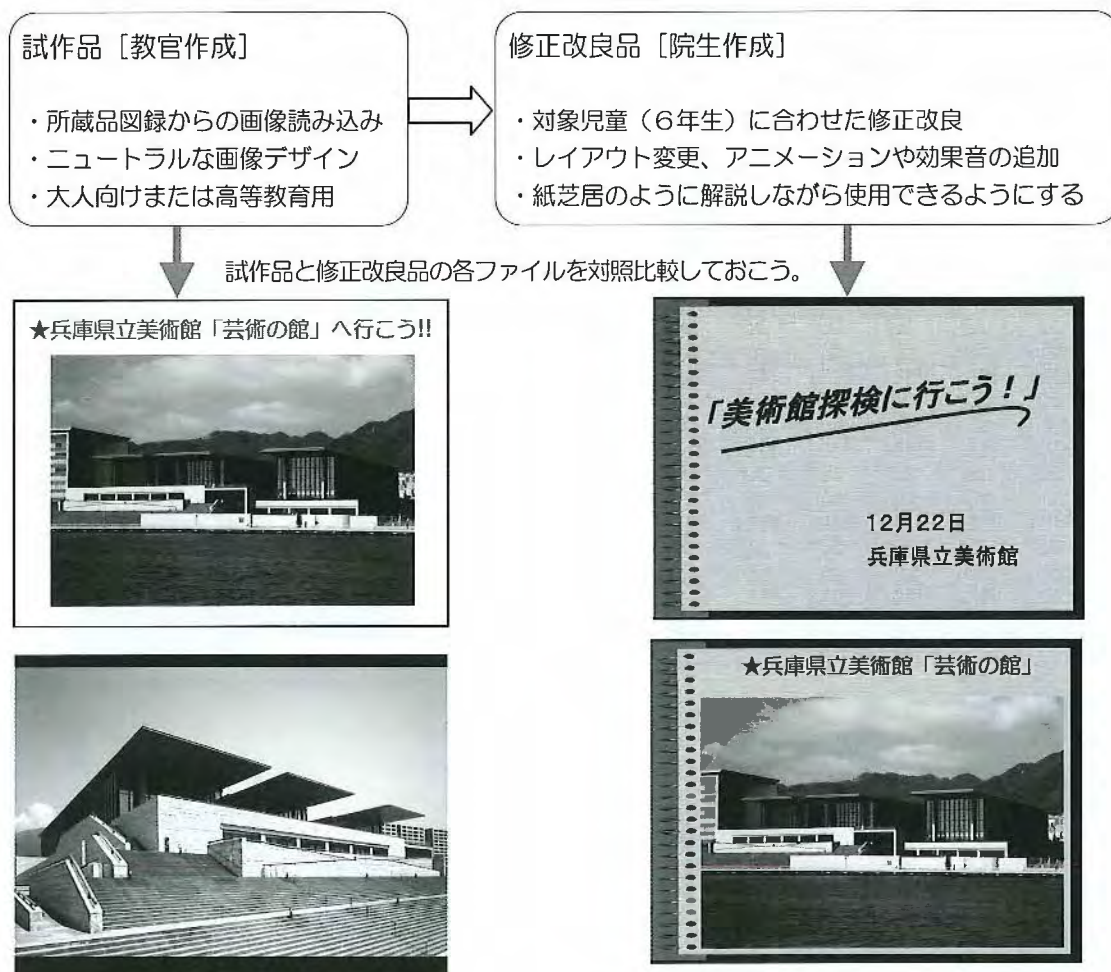 試作品［教官作成］
・所蔵品図録からの画像読み込み
・ニュートラルな画像デザイン
・大人向けまたは高等教育用
修正改良品［院生作成］
・対象児童（６年生）に合わせた修正改良
・レイアウト変更、アニメーションや効果音の追加
・紙芝居のように解説しながら使用できるようにする
試作品と修正改良品の各ファイルを対照比較しておこう。
★兵庫県立美術館「芸術の館」へ行こう!!
「美術館探検に行こう！」
12月22日
兵庫県立美術館
★兵庫県立美術館「芸術の館」